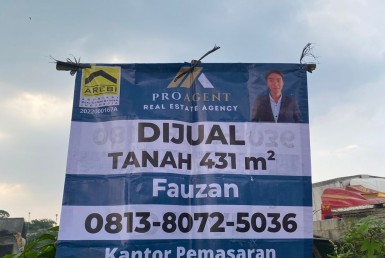 AREBI
PROAGENT
REAL ESTATE AGENCY
DIJUAL
TANAH 431 m²
Fauzan
0813-8072-5036
Kantor Pemasaran